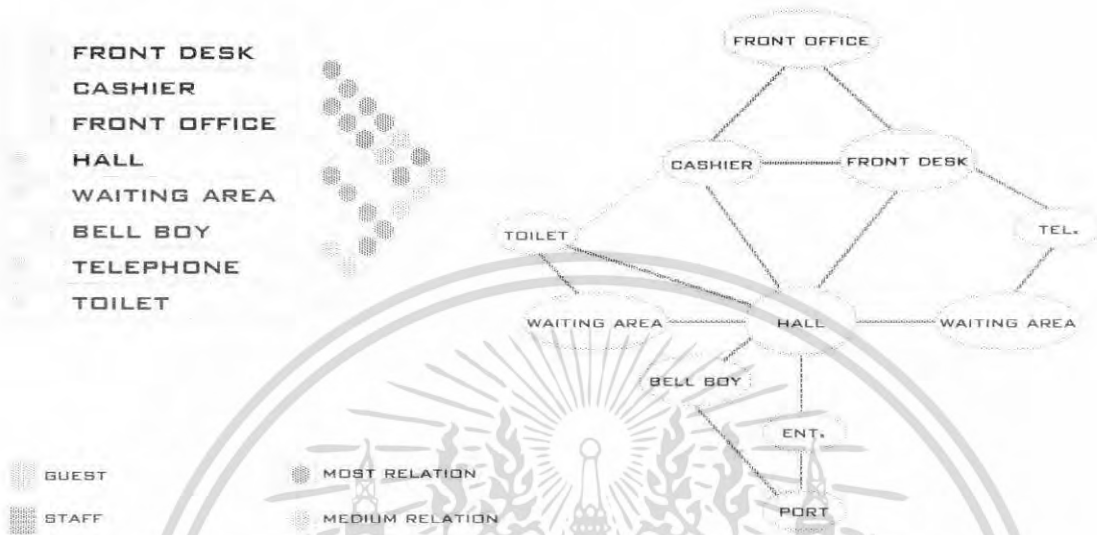 FRONT DESK
CASHIER
FRONT OFFICE
HALL
WAITING AREA
BELL BOY
TELEPHONE
TOILET
GUEST
STAFF
MOST RELATION
MEDIUM RELATION
FRONT OFFICE
CASHIER
FRONT DESK
TOILET
TEL.
WAITING AREA
HALL
WAITING AREA
BELL BOY
ENT.
PORT